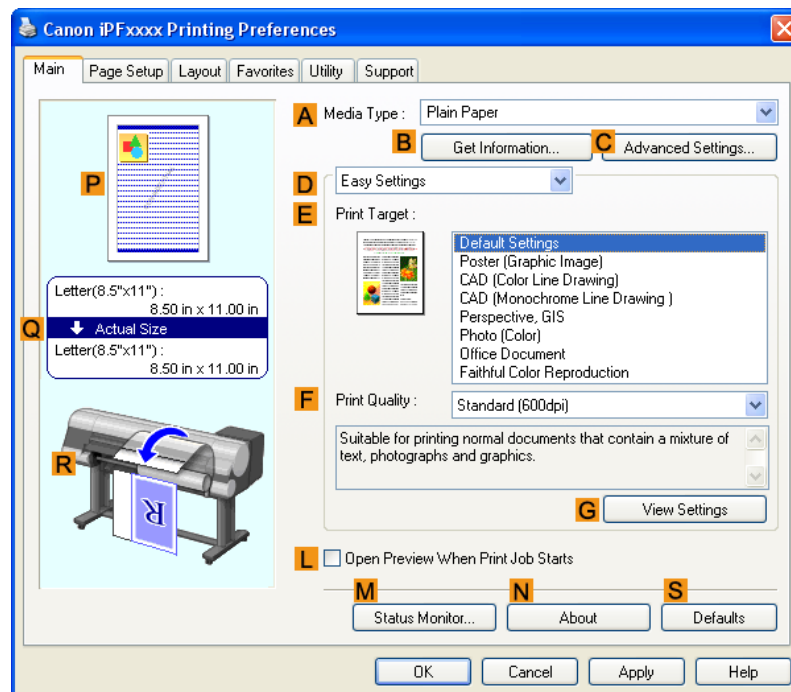 Canon iPFxxxx Printing Preferences
Main Page Setup Layout Favorites Utility Support
A Media Type : Plain Paper
B Get Information... C Advanced Settings...
P
D Easy Settings
E Print Target :
Default Settings
Poster (Graphic Image)
CAD (Color Line Drawing)
CAD (Monochrome Line Drawing )
Perspective, GIS
Photo (Color)
Office Document
Faithful Color Reproduction
Letter(8.5"x11") :
8.50 in x 11.00 in
Q Actual Size
Letter(8.5"x11") :
8.50 in x 11.00 in
F Print Quality : Standard (600dpi)
Suitable for printing normal documents that contain a mixture of
text, photographs and graphics.
R
R
G View Settings
L Open Preview When Print Job Starts
M N S
Status Monitor... About Defaults
OK Cancel Apply Help